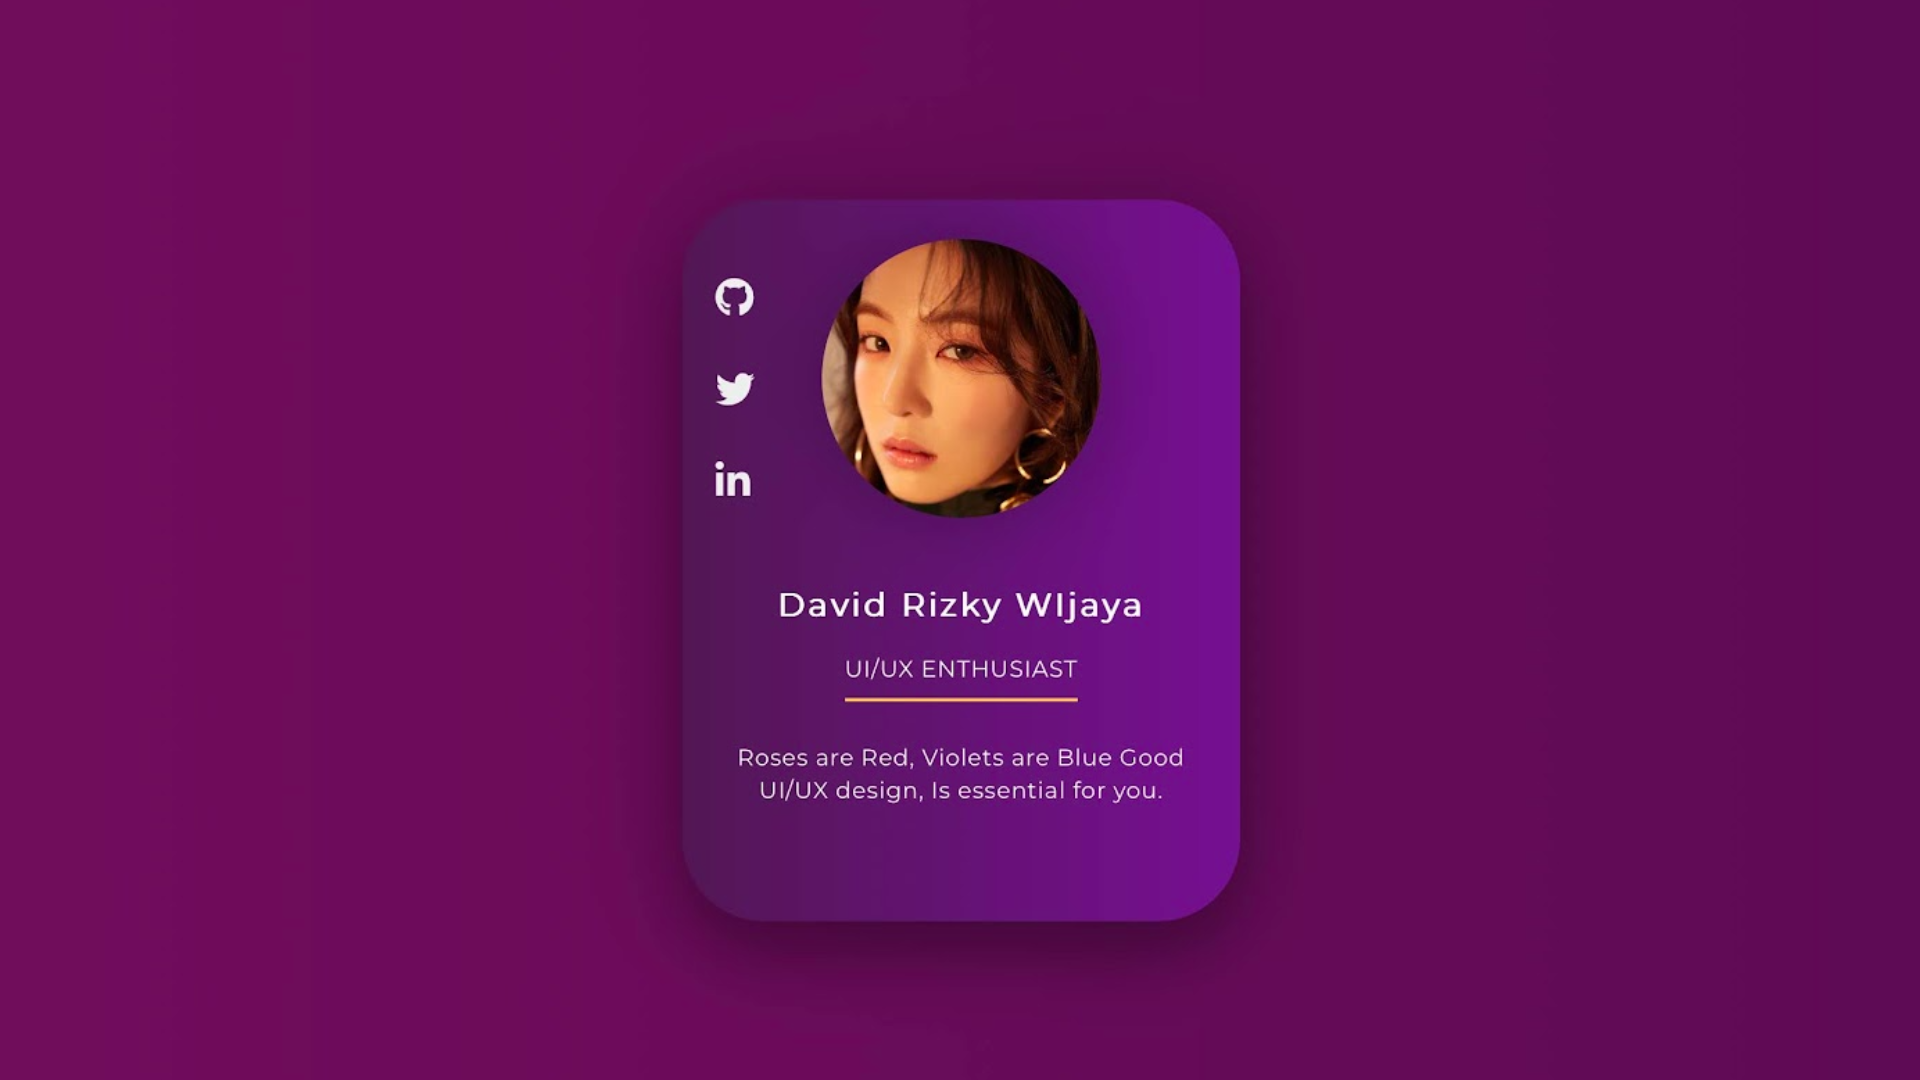 in
David Rizky WIjaya
UI/UX ENTHUSIAST
Roses are Red, Violets are Blue Good
UI/UX design, Is essential for you.